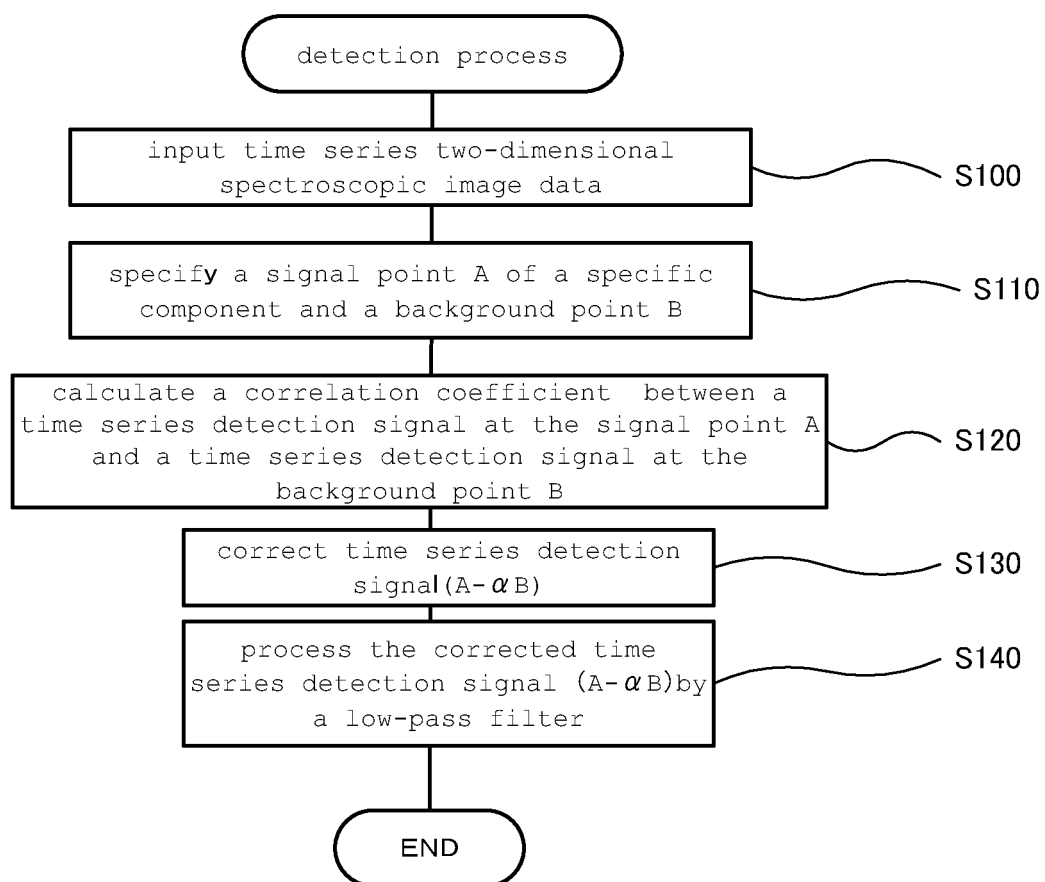 detection process
input time series two-dimensional
spectroscopic image data
S100
specify a signal point A of a specific
component and a background point B
S110
calculate a correlation coefficient between a
time series detection signal at the signal point A
and a time series detection signal at the
background point B
S120
correct time series detection
signal(A-αB)
S130
process the corrected time
series detection signal (A-αB)by
a low-pass filter
S140
END